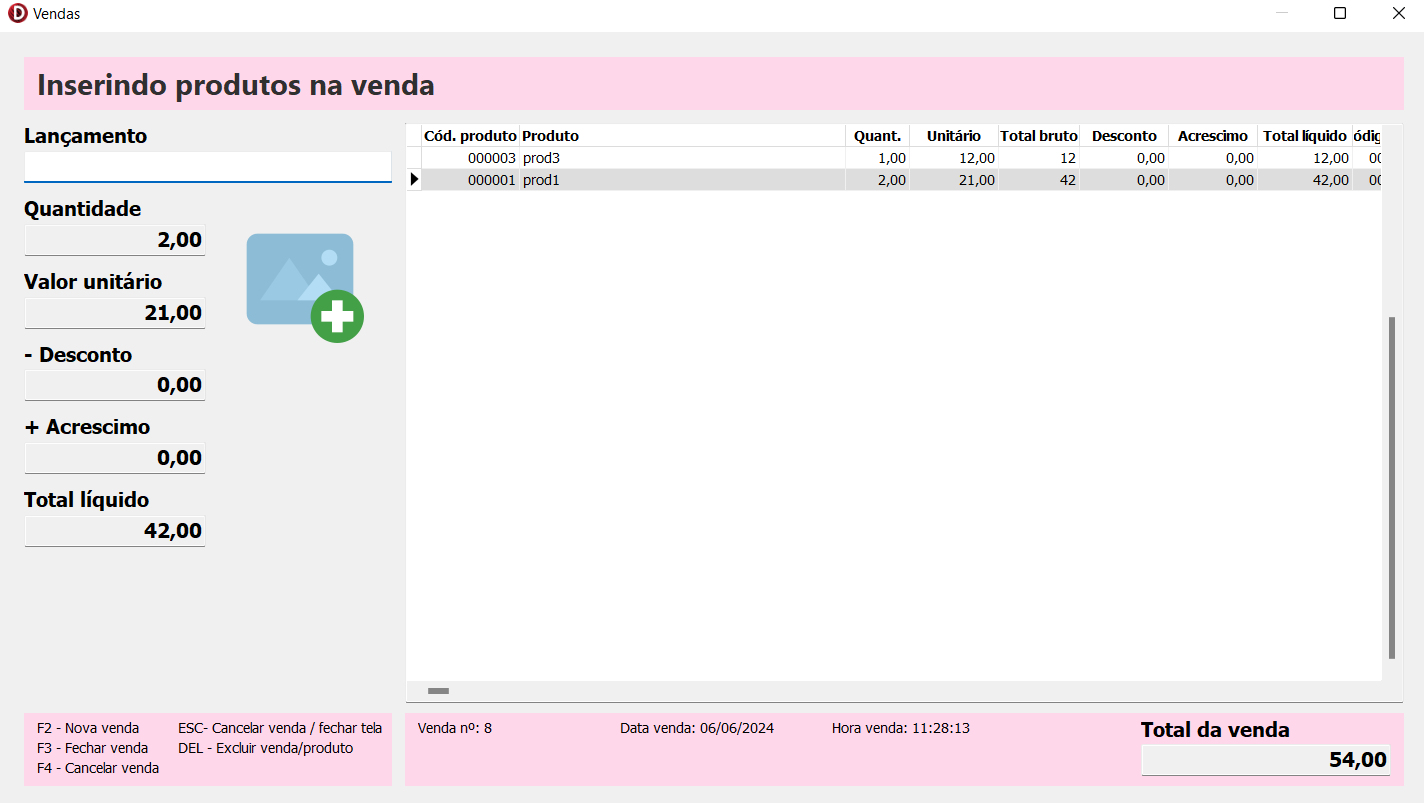 Vendas
Inserindo produtos na venda
Lançamento
Quantidade
2,00
Valor unitário
21,00
- Desconto
0,00
+ Acrescimo
0,00
Total líquido
42,00
Cód. produto Produto Quant. Unitário Total bruto Desconto Acrescimo Total líquido ódig
000003 prod3 1,00 12,00 12 0,00 0,00 12,00 00
000001 prod1 2,00 21,00 42 0,00 0,00 42,00 00
F2 - Nova venda ESC- Cancelar venda / fechar tela
F3 - Fechar venda DEL - Excluir venda/produto
F4 - Cancelar venda
Venda nº: 8 Data venda: 06/06/2024 Hora venda: 11:28:13
Total da venda
54,00